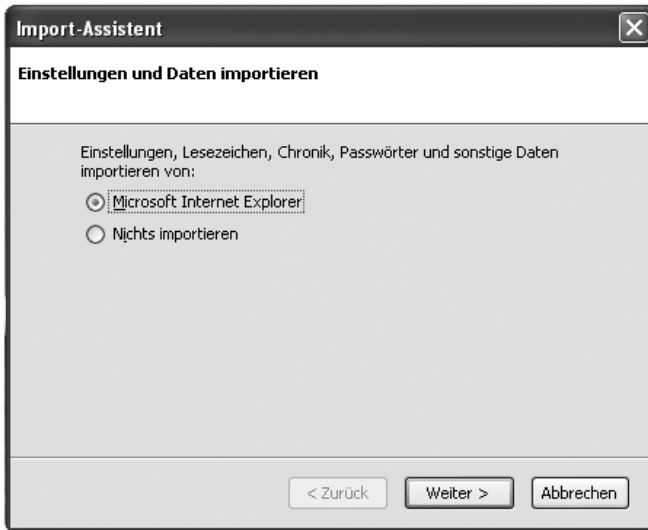 Import-Assistent
Einstellungen und Daten importieren
Einstellungen, Lesezeichen, Chronik, Passwörter und sonstige Daten
importieren von:
Microsoft Internet Explorer
Nichts importieren
< Zurück Weiter > Abbrechen